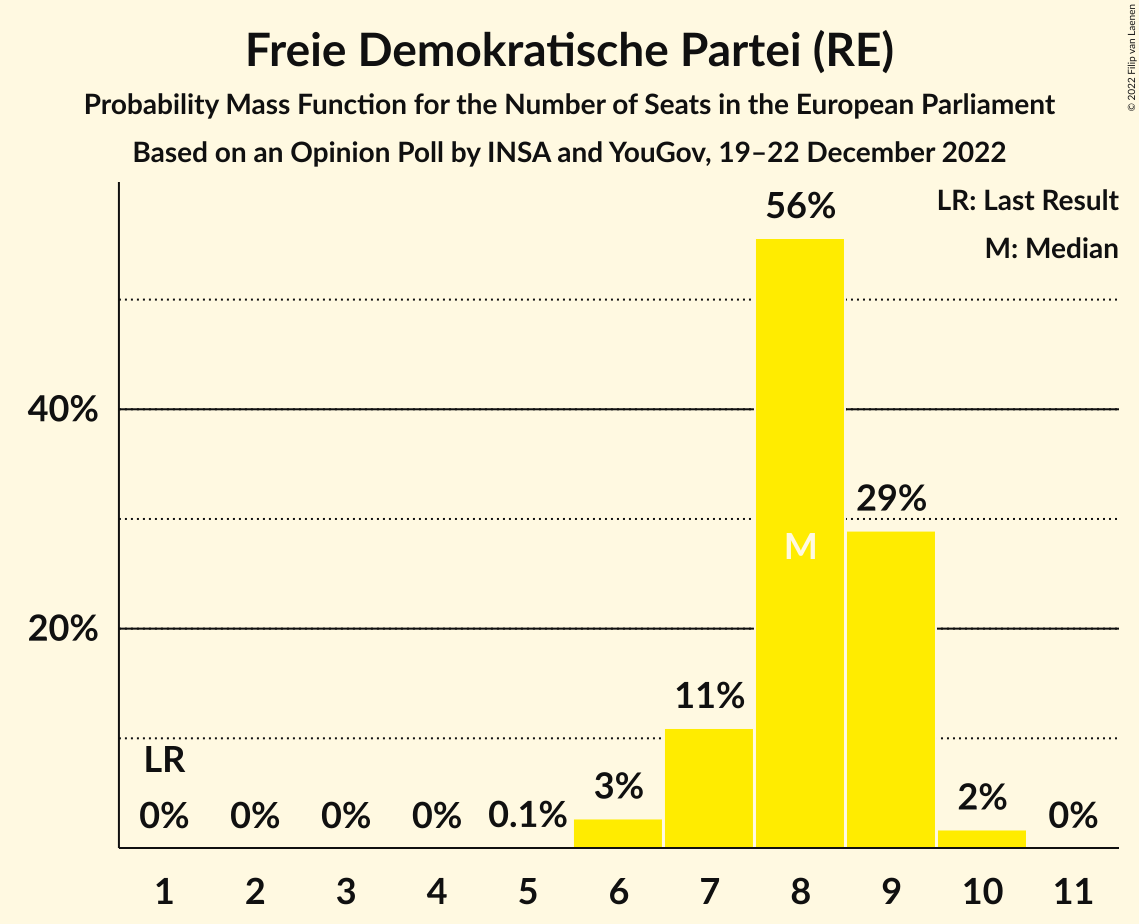 Freie Demokratische Partei (RE)
Probability Mass Function for the Number of Seats in the European Parliament
Based on an Opinion Poll by INSA and YouGov, 19–22 December 2022
© 2022 Filip van Laenen
LR: Last Result
M: Median
56%
40%
29%
M
20%
11%
LR
3%
2%
0% 0% 0% 0% 0.1% 0%
1 2 3 4 5 6 7 8 9 10 11